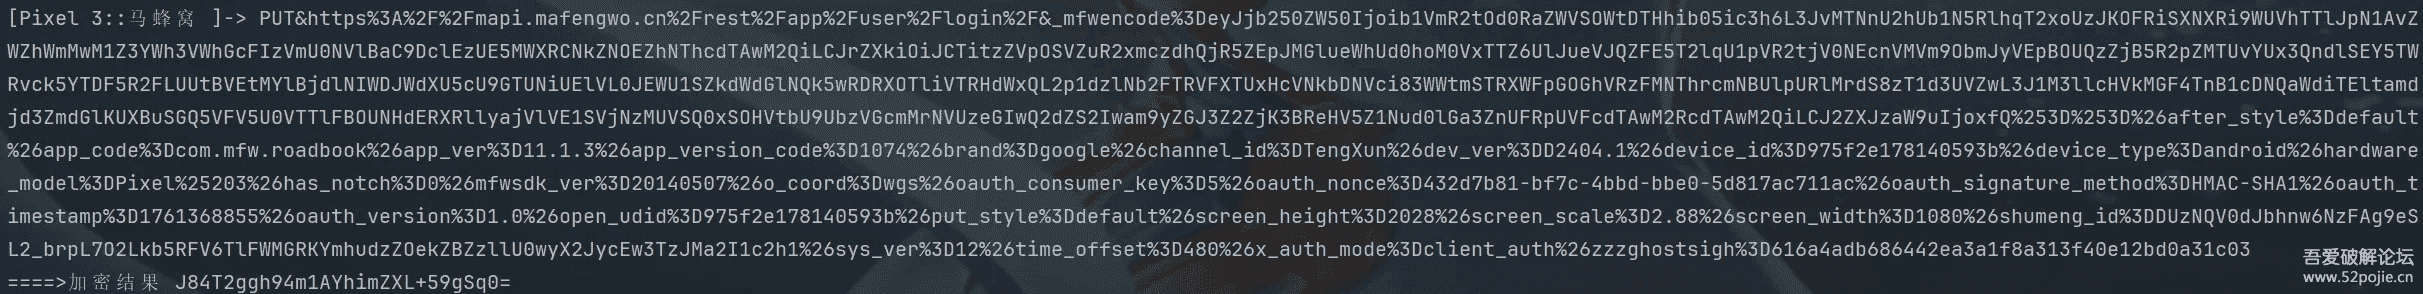 [Pixel 3::马蜂窝 ]-> PUT&https%3A%2F%2Fmapi.mafengwo.cn%2Frest%2Fapp%2Fuser%2Flogin%2F&_mfwencode%3DeyJjb250ZW50Ijoib1VmR2tOd0RaZWVSOWtDTHhib05ic3h6L3JvMTNnU2hUb1N5RlhqT2xoUzJKOFRiSXNXRi9WUVhTTlJpN1AvZ
WZhWmMwM1Z3YWh3VWhGcFIzVmU0NVlBaC9DclEzUE5MWXRCNkZNOEZhNThcdTAwM2QiLCJrZXkiOiJCTitzZVpOSVZuR2xmczdhQjR5ZEpJMGlueWhUd0hoM0VxTTZ6UlJueVJQZFE5T2lqU1pVR2tjV0NEcnVMVm9ObmJyVEpBOUQzZjB5R2pZMTUvYUx3QndlSEY5TW
Rvck5YTDF5R2FLUUtBVEtMYlBjdlNIWDJWdXU5cU9GTUNiUElVL0JEWU1SZkdWdGlNQk5wRDRXOTliVTRHdWxQL2p1dzlNb2FTRVFXTUxHcVNkbDNVci83WWtmSTRXWFpGOGhVRzFMNThrcmNBUlpURlMrdS8zT1d3UVZwL3J1M3llcHVkMGF4TnB1cDNQaWdiTEltamd
jd3ZmdGlKUXBuSGQ5VFV5U0VTTlFBOUNHdERXRllyajVlVE1SVjNzMUVSQ0xSOHVtbU9UbzVGcmMrNVUzeGIwQ2dZS2Iwam9yZGJ3Z2ZjK3BReHV5Z1Nud0lGa3ZnUFRpUVFcdTAwM2RcdTAwM2QiLCJ2ZXJzaW9uIjoxfQ%253D%253D%26after_style%3Ddefault
%26app_code%3Dcom.mfw.roadbook%26app_ver%3D11.1.3%26app_version_code%3D1074%26brand%3Dgoogle%26channel_id%3DTengXun%26dev_ver%3DD2404.1%26device_id%3D975f2e178140593b%26device_type%3Dandroid%26hardware
_model%3DPixel%25203%26has_notch%3D0%26mfwsdk_ver%3D20140507%26o_coord%3Dwgs%26oauth_consumer_key%3D5%26oauth_nonce%3D432d7b81-bf7c-4bbd-bbe0-5d817ac711ac%26oauth_signature_method%3DHMAC-SHA1%26oauth_t
imestamp%3D1761368855%26oauth_version%3D1.0%26open_udid%3D975f2e178140593b%26put_style%3Ddefault%26screen_height%3D2028%26screen_scale%3D2.88%26screen_width%3D1080%26shumeng_id%3DDUzNQV0dJbhnw6NzFAg9eS
L2_brpL7O2Lkb5RFV6TlFWMGRKYmhudzZOekZBZzllU0wyX2JycEw3TzJMa2I1c2h1%26sys_ver%3D12%26time_offset%3D480%26x_auth_mode%3Dclient_auth%26zzzghostsigh%3D616a4adb686442ea3a1f8a313f40e12bd0a31c03
====>加密结果 J84T2ggh94m1AYhimZXL+59gSq0=
吾爱破解论坛
www.52pojie.cn